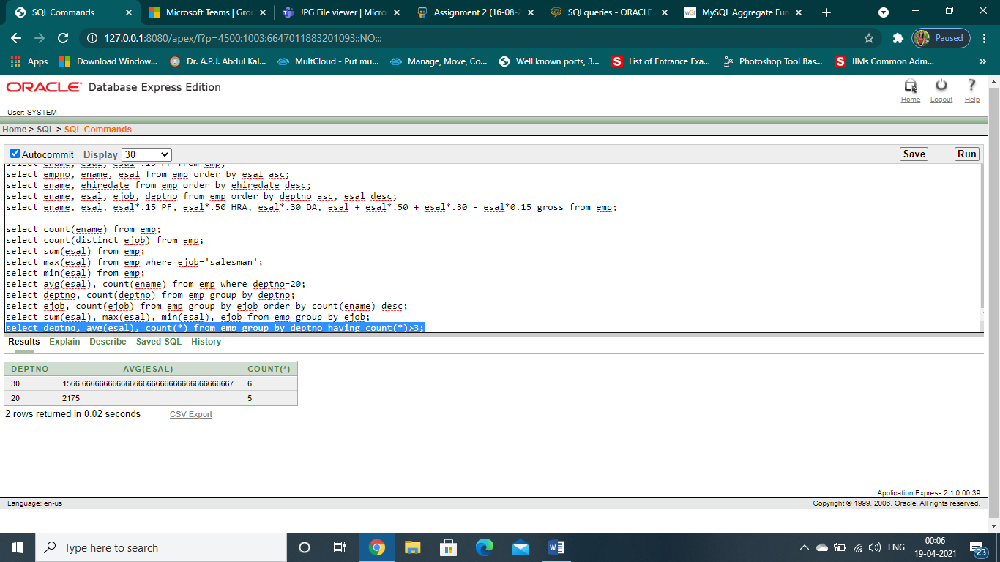 SQL Commands
Microsoft Teams | Gro
JPG File viewer | Micro
Assignment 2 (16-08-2
SQl queries - ORACLE
w3r MySQL Aggregate Fun
127.0.0.1:8080/apex/f?p=4500:1003:6647011883201093::NO:::
Paused
Apps
Download Window...
Dr. A.P.J. Abdul Kal...
MultCloud - Put mu...
Manage, Move, Co...
Well known ports, 3...
S List of Entrance Exa...
Photoshop Tool Bas...
S IIMs Common Adm...
»
ORACLE Database Express Edition
Home
Logout
? Help
User: SYSTEM
Home > SQL > SQL Commands
Autocommit Display 30
Save Run
select empno, ename, esal from emp order by esal asc;
select ename, ehiredate from emp order by ehiredate desc;
select ename, esal, ejob, deptno from emp order by deptno asc, esal desc;
select ename, esal, esal*.15 PF, esal*.50 HRA, esal*.30 DA, esal + esal*.50 + esal*.30 - esal*0.15 gross from emp;
select count(ename) from emp;
select count(distinct ejob) from emp;
select sum(esal) from emp;
select max(esal) from emp where ejob='salesman';
select min(esal) from emp;
select avg(esal), count(ename) from emp where deptno=20;
select deptno, count(deptno) from emp group by deptno;
select ejob, count(ejob) from emp group by ejob order by count(ename) desc;
select sum(esal), max(esal), min(esal), ejob from emp group by ejob;
select deptno, avg(esal), count(*) from emp group by deptno having count(*)>3;
Results Explain Describe Saved SQL History
DEPTNO AVG(ESAL) COUNT(*)
30 1566.66666666666666666666666666666666667 6
20 2175 5
2 rows returned in 0.02 seconds CSV Export
Application Express 2.1.0.00.39
Language: en-us Copyright © 1999, 2006, Oracle. All rights reserved.
Type here to search
ENG
00:06
19-04-2021
23